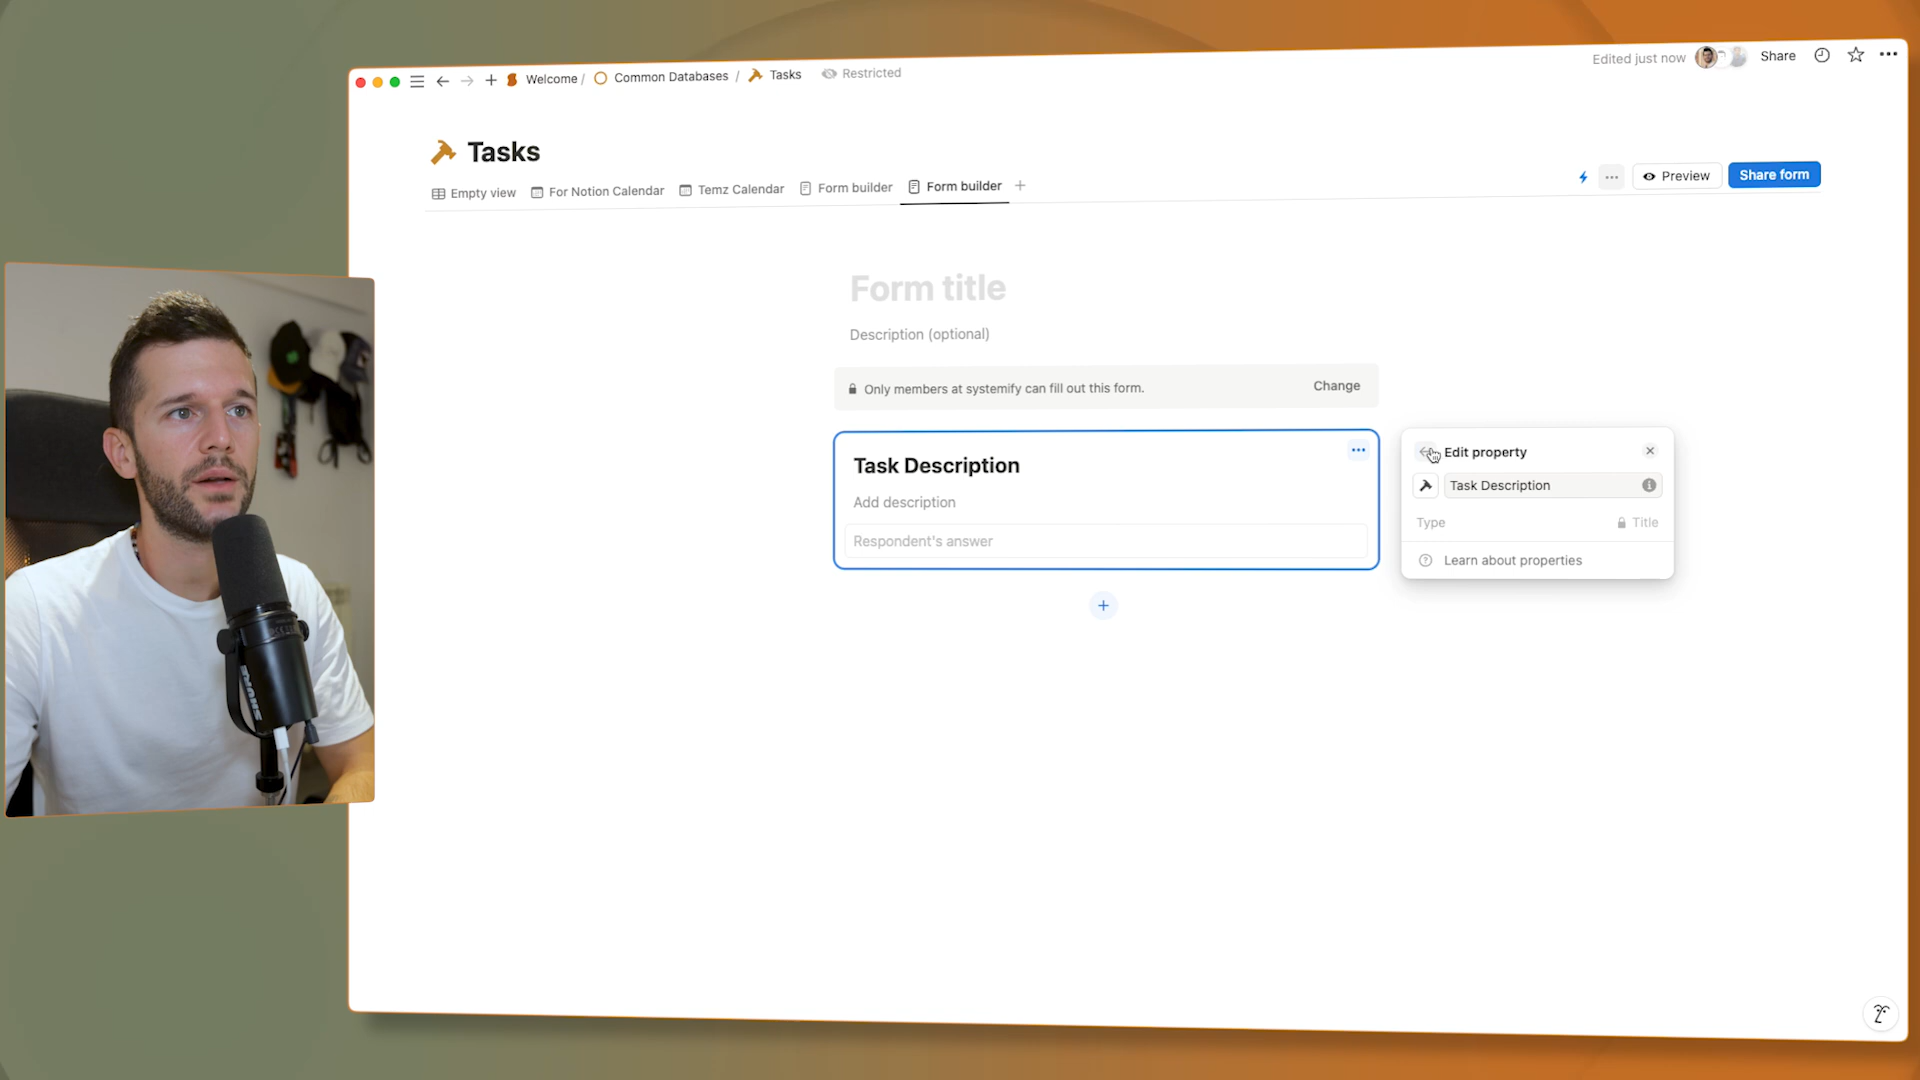 Welcome / Common Databases / Tasks Restricted
Edited just now Share
Tasks
Empty view For Notion Calendar Temz Calendar Form builder Form builder
Preview Share form
Form title
Description (optional)
Only members at systemify can fill out this form. Change
Task Description
Add description
Respondent's answer
Edit property
Task Description
Type Title
Learn about properties
SHURE